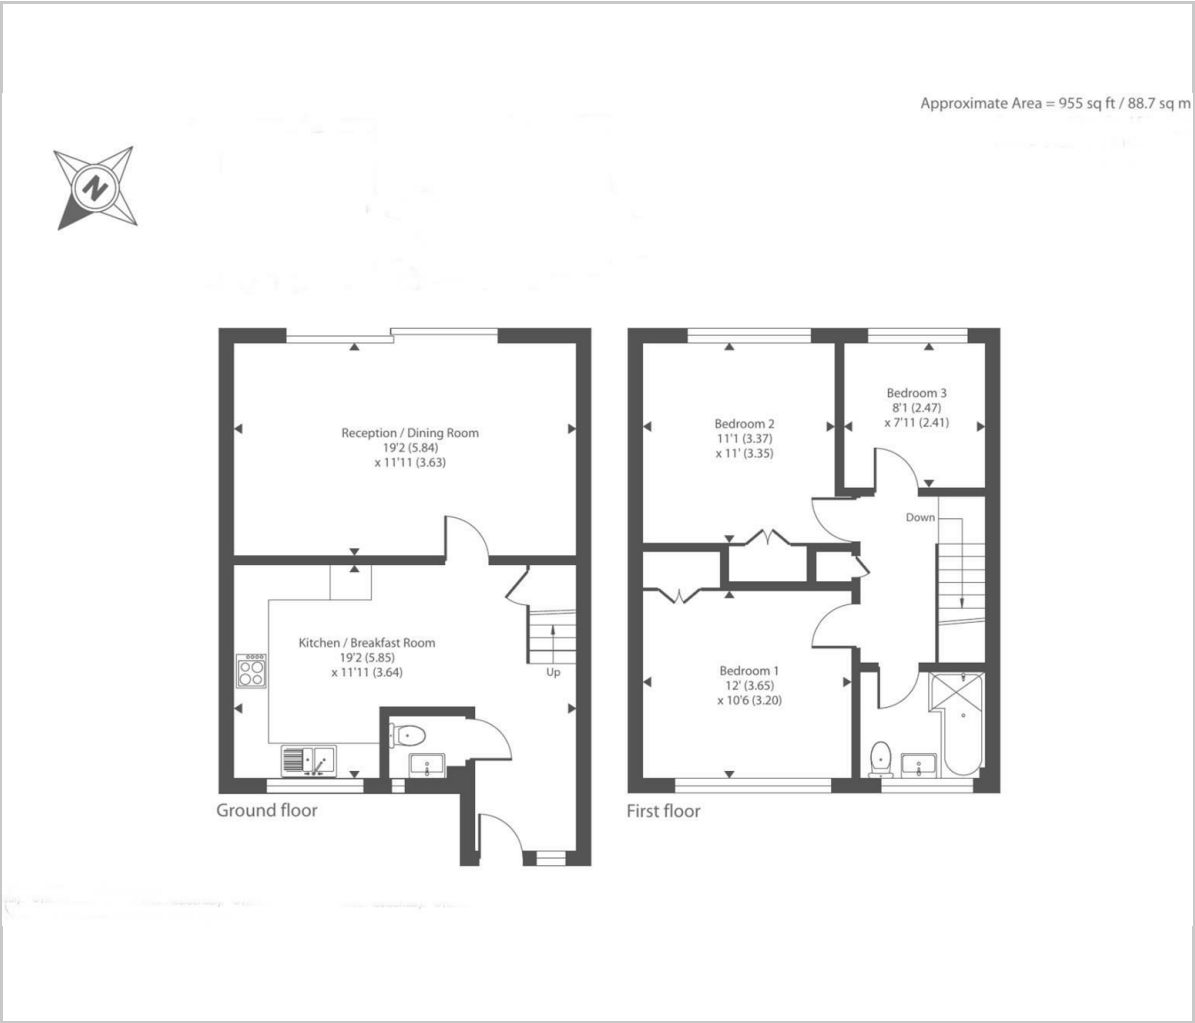 Approximate Area = 955 sq ft / 88.7 sq m
N
Reception / Dining Room
19'2 (5.84)
x 11'11 (3.63)
Kitchen / Breakfast Room
19'2 (5.85)
x 11'11 (3.64)
Up
Ground floor
Bedroom 2
11'1 (3.37)
x 11' (3.35)
Bedroom 3
8'1 (2.47)
x 7'11 (2.41)
Down
Bedroom 1
12' (3.65)
x 10'6 (3.20)
First floor